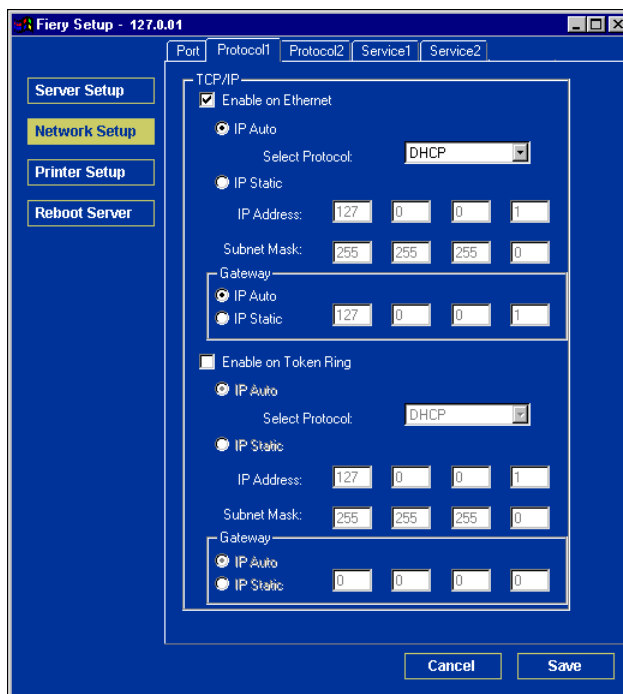 Fiery Setup - 127.0.01
Port Protocol1 Protocol2 Service1 Service2
Server Setup
Network Setup
Printer Setup
Reboot Server
TCP/IP
Enable on Ethernet
IP Auto
Select Protocol: DHCP
IP Static
IP Address: 127 0 0 1
Subnet Mask: 255 255 255 0
Gateway
IP Auto
IP Static 127 0 0 1
Enable on Token Ring
IP Auto
Select Protocol: DHCP
IP Static
IP Address: 127 0 0 1
Subnet Mask: 255 255 255 0
Gateway
IP Auto
IP Static 0 0 0 0
Cancel Save